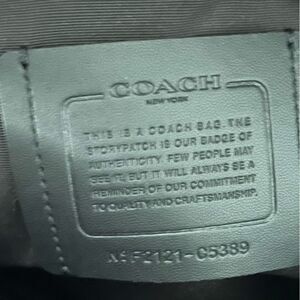 COACH
NEW YORK
THIS IS A COACH BAG. THE
STORYPATCH IS OUR BADGE OF
AUTHENTICITY. FEW PEOPLE MAY
SEE IT, BUT IT WILL ALWAYS BE A
REMINDER OF OUR COMMITMENT
TO QUALITY AND CRAFTSMANSHIP.
Nº F2121-C5389